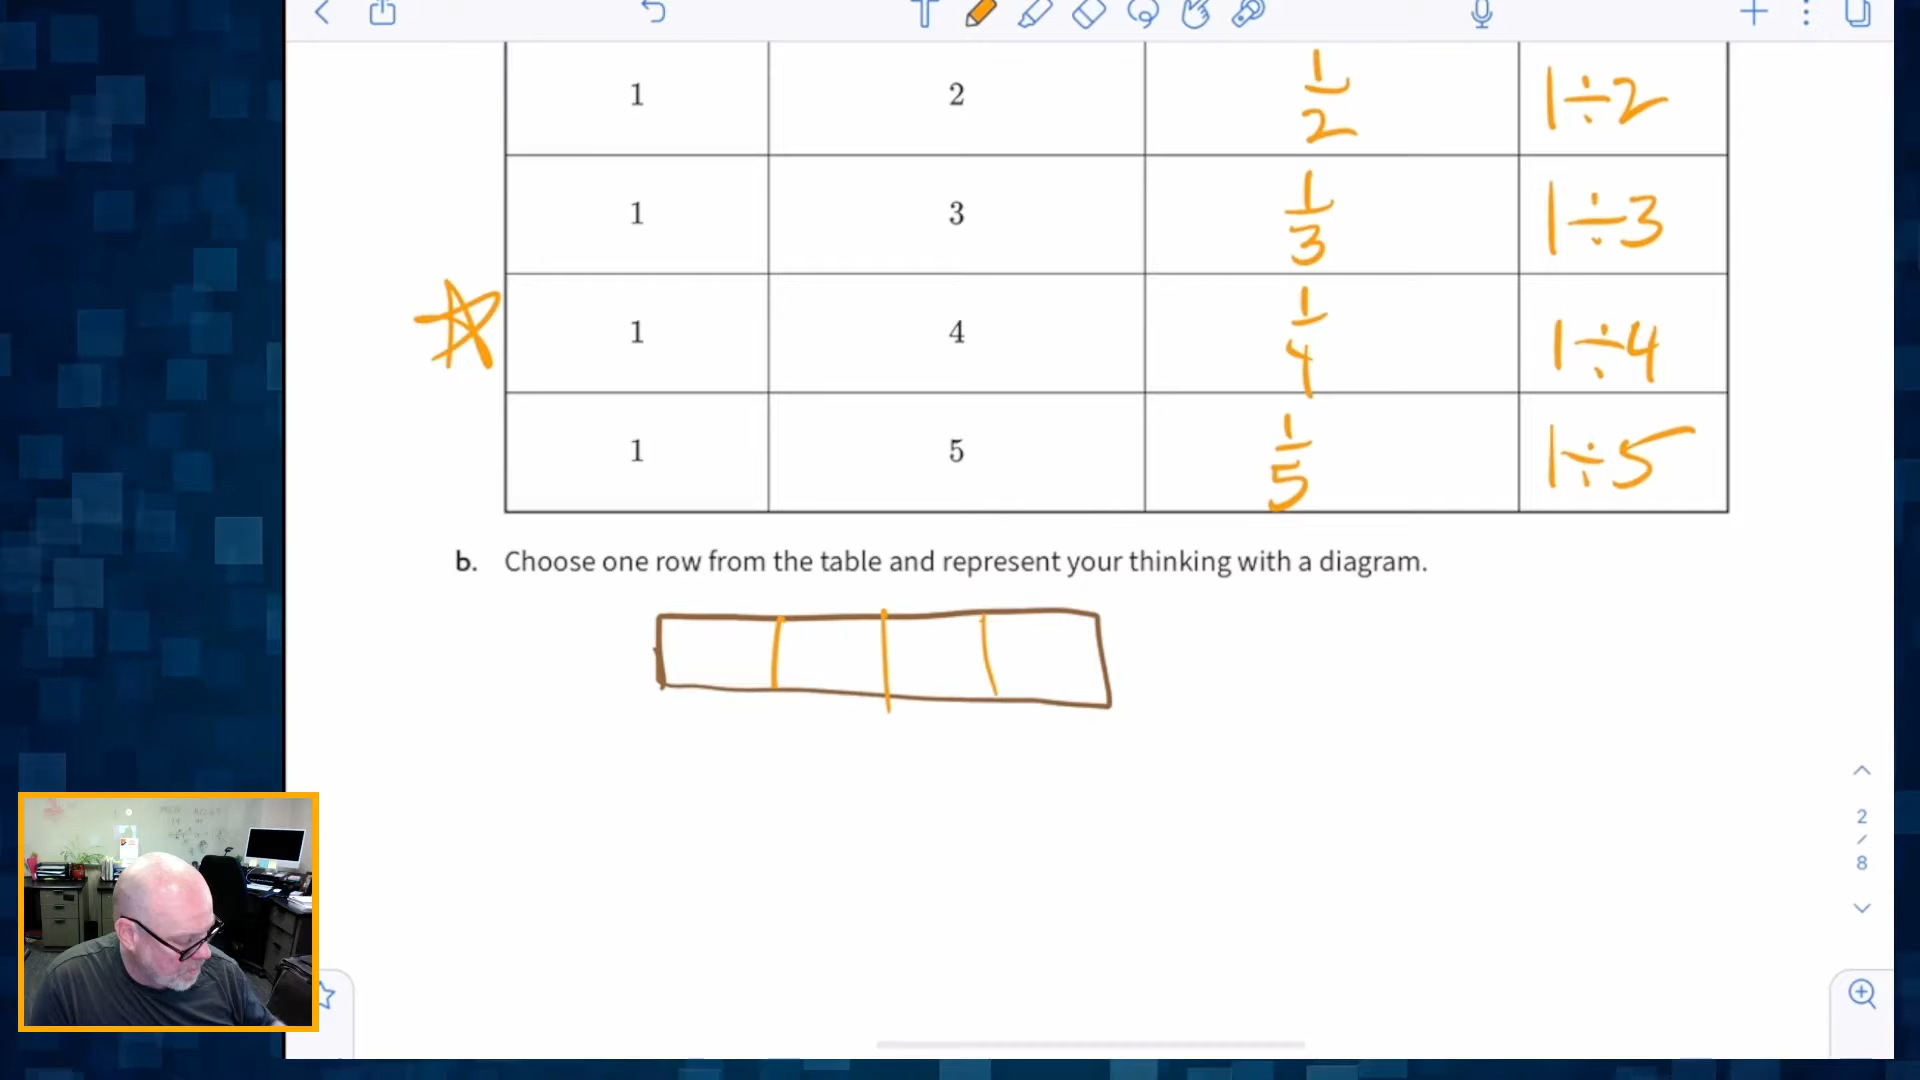 1 2 1/2 1÷2
1 3 1/3 1÷3
1 4 1/4 1÷4
1 5 1/5 1÷5
b. Choose one row from the table and represent your thinking with a diagram.
2
/
8